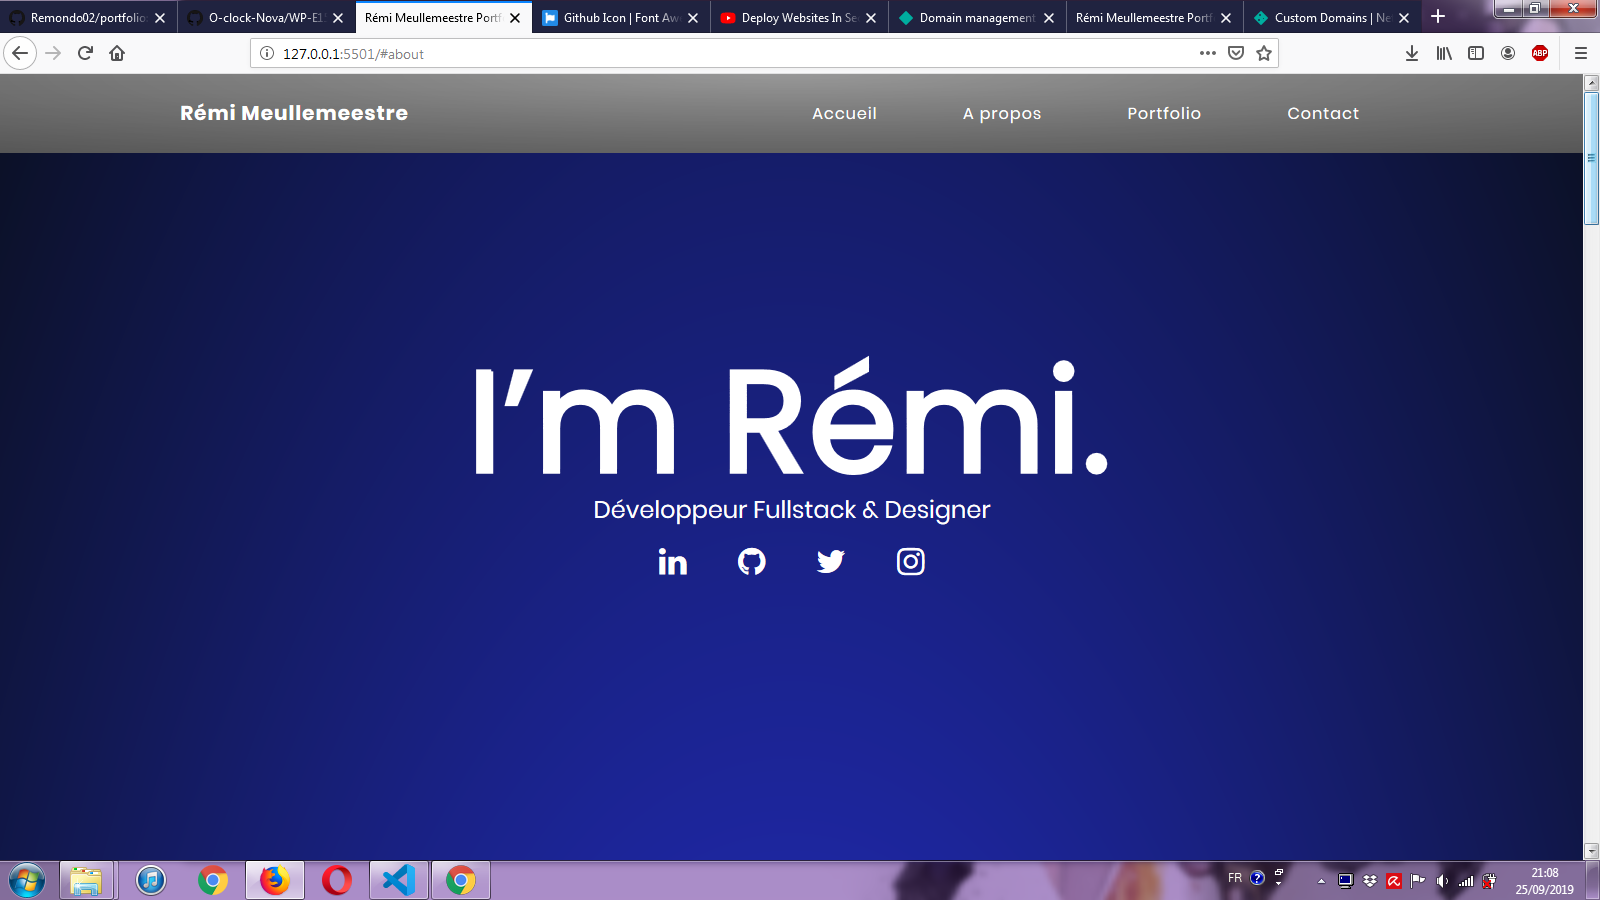 Remondo02/portfolio
O-clock-Nova/WP-E1
Rémi Meullemeestre Portf
Github Icon | Font Aw
Deploy Websites In Se
Domain management
Rémi Meullemeestre Portf
Custom Domains | Ne
127.0.0.1:5501/#about
ABP
Rémi Meullemeestre
Accueil
A propos
Portfolio
Contact
I’m Rémi.
Développeur Fullstack & Designer
FR
21:08
25/09/2019